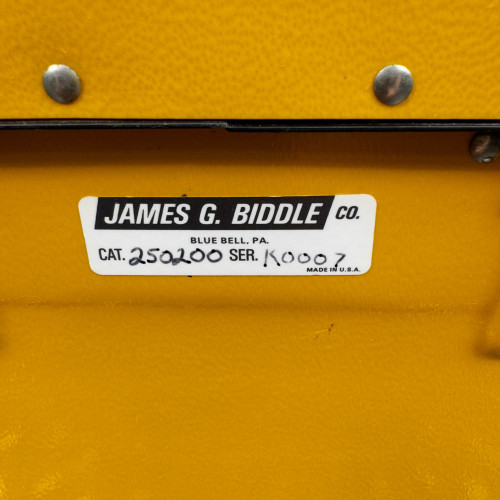 JAMES G. BIDDLE CO.
BLUE BELL, PA.
CAT. 250200 SER. K0007
MADE IN U.S.A.